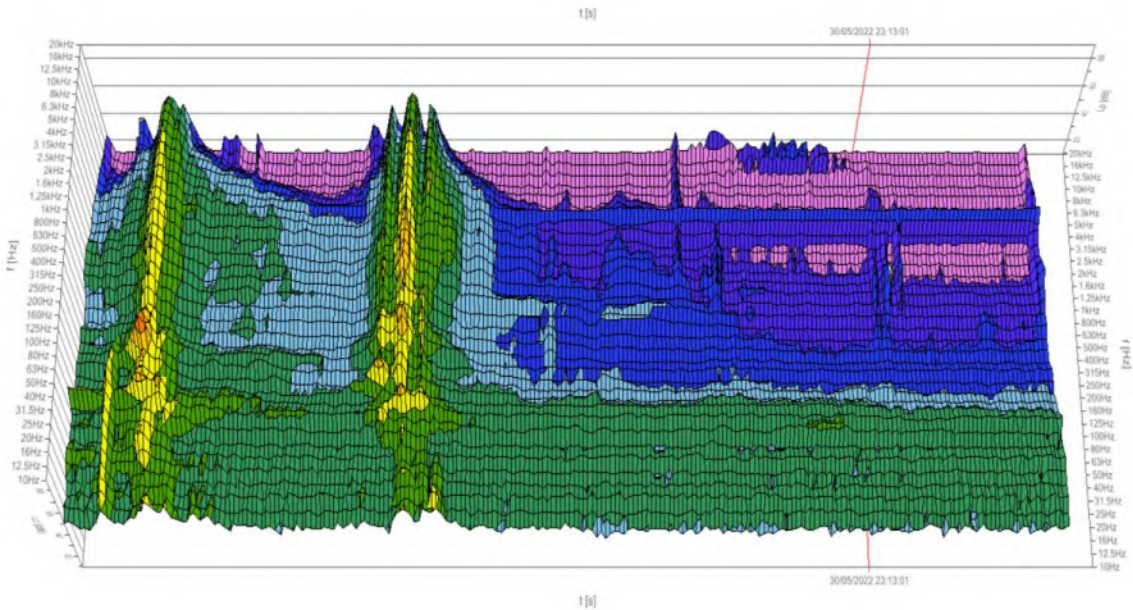 t [s]
30/05/2022 23:13:01
20kHz
16kHz
12.5kHz
10kHz
8kHz
6.3kHz
5kHz
4kHz
3.15kHz
2.5kHz
2kHz
1.6kHz
1.25kHz
1kHz
800Hz
630Hz
500Hz
400Hz
315Hz
250Hz
200Hz
160Hz
125Hz
100Hz
80Hz
63Hz
50Hz
40Hz
31.5Hz
25Hz
20Hz
16Hz
12.5Hz
10Hz
f [Hz]
20kHz
16kHz
12.5kHz
10kHz
8kHz
6.3kHz
5kHz
4kHz
3.15kHz
2.5kHz
2kHz
1.6kHz
1.25kHz
1kHz
800Hz
630Hz
500Hz
400Hz
315Hz
250Hz
200Hz
160Hz
125Hz
100Hz
80Hz
63Hz
50Hz
40Hz
31.5Hz
20Hz
16Hz
12.5Hz
10Hz
f [Hz]
30/05/2022 23:13:01
t [s]